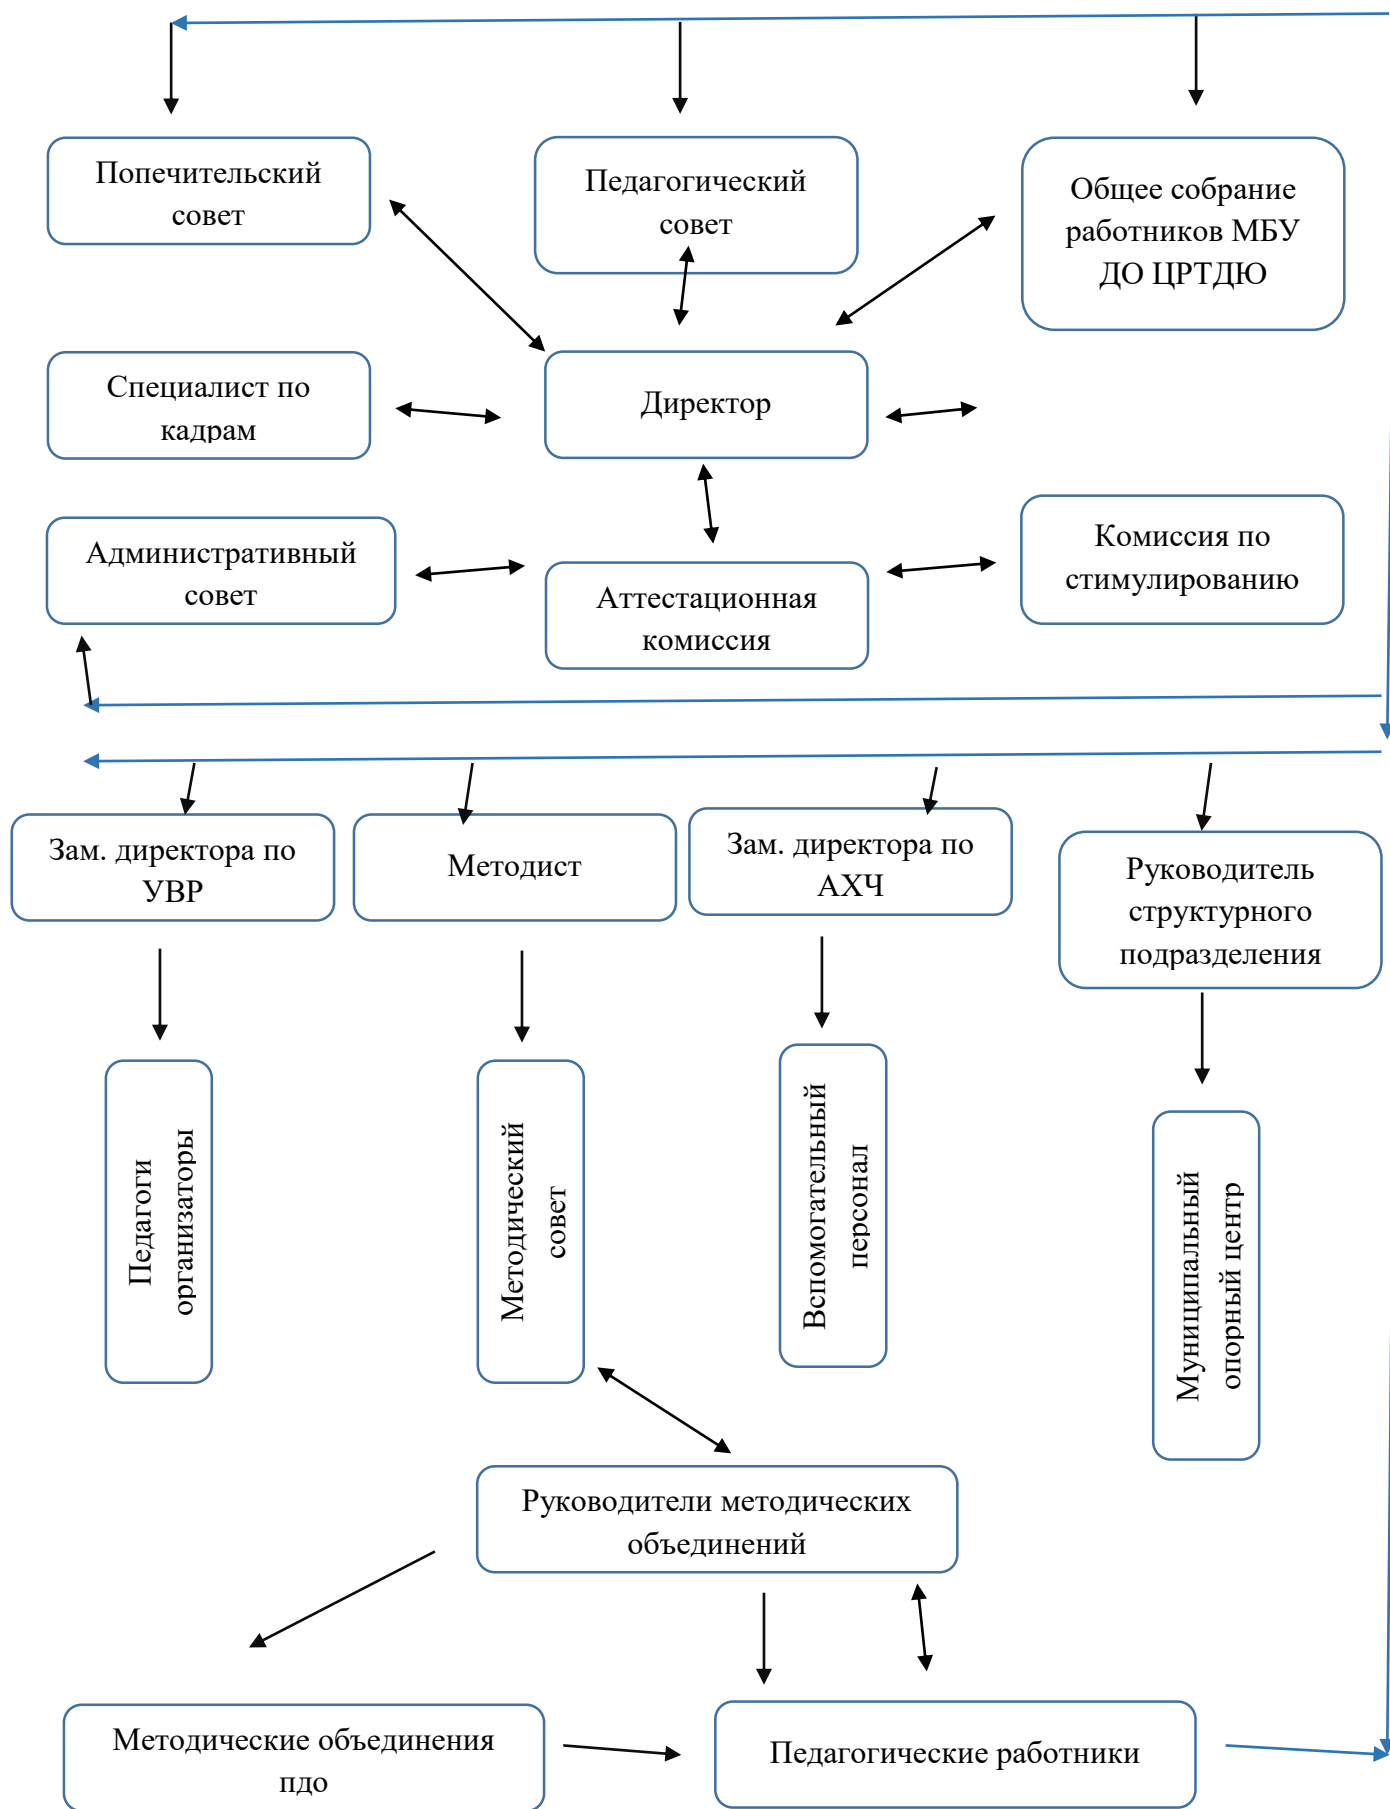 Попечительский
совет
Педагогический
совет
Общее собрание
работников МБУ
ДО ЦРТДЮ
Специалист по
кадрам
Директор
Административный
совет
Аттестационная
комиссия
Комиссия по
стимулированию
Зам. директора по
УВР
Методист
Зам. директора по
АХЧ
Руководитель
структурного
подразделения
Педагоги
организаторы
Методический
совет
Вспомогательный
персонал
Муниципальный
опорный центр
Руководители методических
объединений
Методические объединения
пдо
Педагогические работники